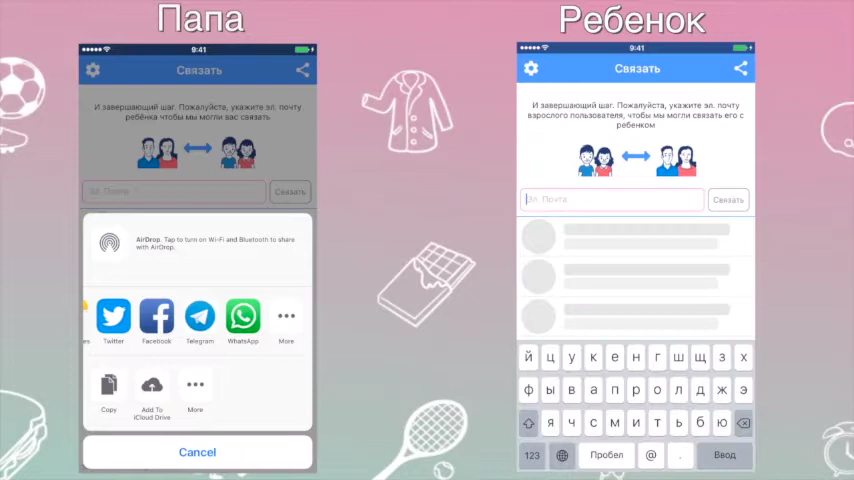 Папа
9:41
Связать
И завершающий шаг. Пожалуйста, укажите эл. почту
ребёнка чтобы мы могли вас связать
Эл. Почта
Связать
AirDrop. Tap to turn on Wi-Fi and Bluetooth to share
with AirDrop.
es
Twitter
Facebook
Telegram
WhatsApp
More
Copy
Add To
iCloud Drive
More
Cancel
Ребенок
9:41
Связать
И завершающий шаг. Пожалуйста, укажите эл. почту
взрослого пользователя, чтобы мы могли связать его с
ребенком
Эл. Почта
Связать
й ц у к е н г ш щ з х
ф ы в а п р о л д ж э
я ч с м и т ь б ю
123 Пробел @ . Ввод